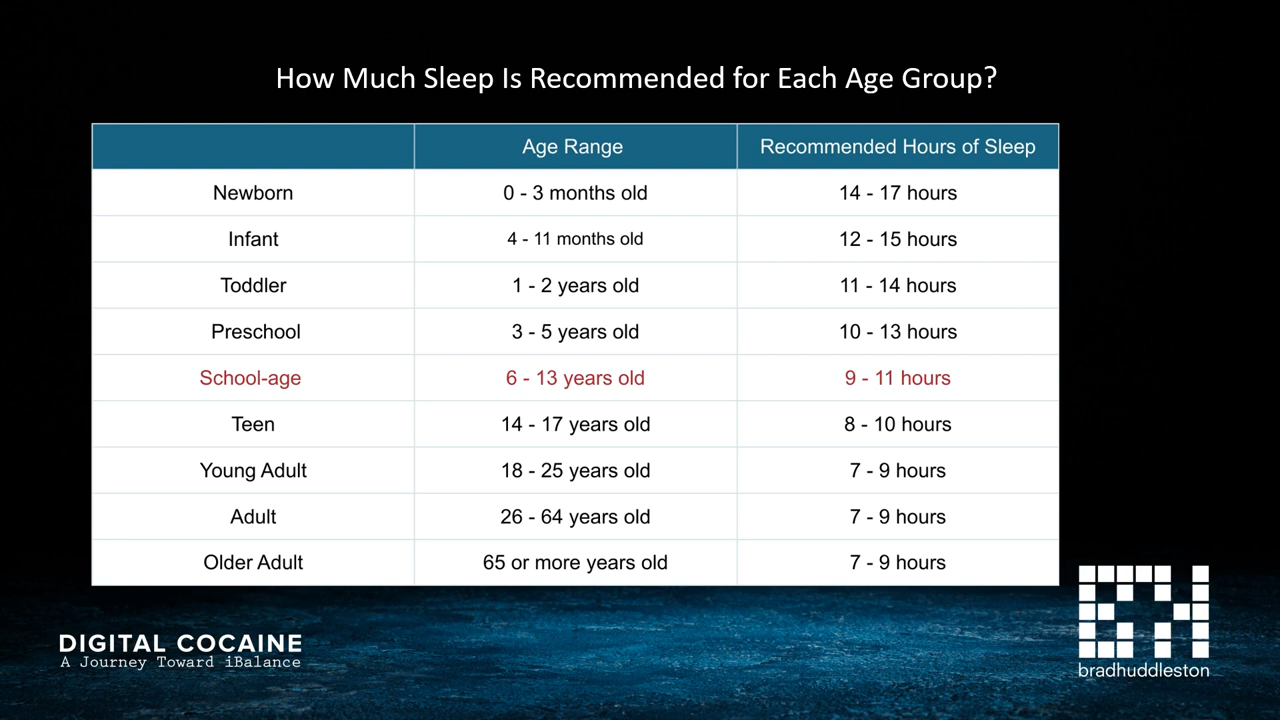 How Much Sleep Is Recommended for Each Age Group?
Age Range Recommended Hours of Sleep
Newborn 0 - 3 months old 14 - 17 hours
Infant 4 - 11 months old 12 - 15 hours
Toddler 1 - 2 years old 11 - 14 hours
Preschool 3 - 5 years old 10 - 13 hours
School-age 6 - 13 years old 9 - 11 hours
Teen 14 - 17 years old 8 - 10 hours
Young Adult 18 - 25 years old 7 - 9 hours
Adult 26 - 64 years old 7 - 9 hours
Older Adult 65 or more years old 7 - 9 hours
DIGITAL COCAINE
A Journey Toward iBalance
bradhuddleston